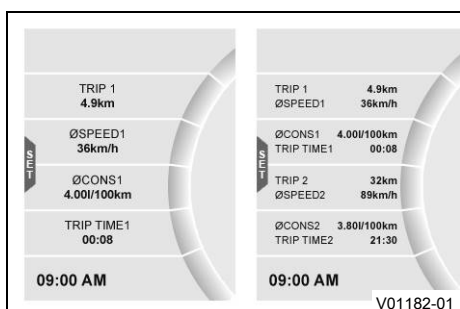 TRIP 1
4.9km
ØSPEED1
36km/h
SET
ØCONS1
4.00l/100km
TRIP TIME1
00:08
09:00 AM
TRIP 1 4.9km
ØSPEED1 36km/h
ØCONS1 4.00l/100km
TRIP TIME1 00:08
SET
TRIP 2 32km
ØSPEED2 89km/h
ØCONS2 3.80l/100km
TRIP TIME2 21:30
09:00 AM
V01182-01